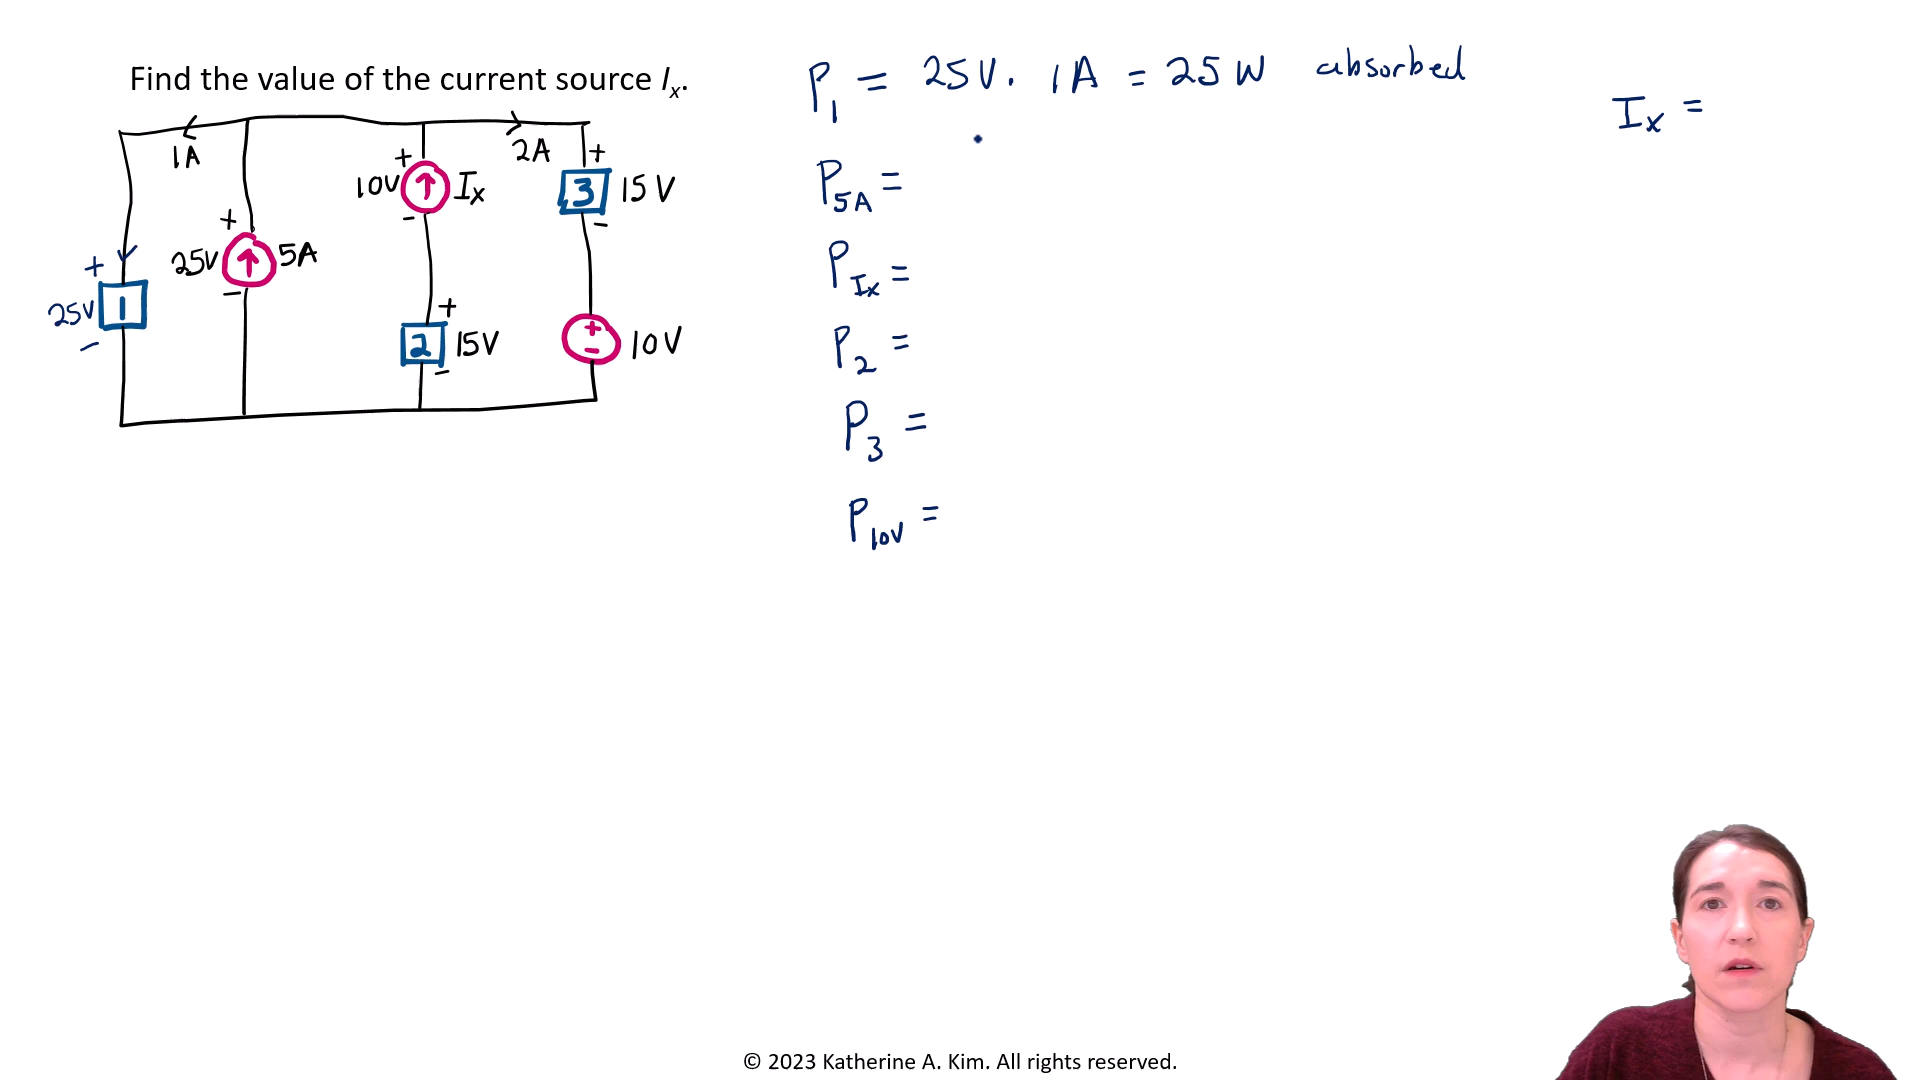 Find the value of the current source Iₓ.
1A
2A
+
25V
1
-
+
25V
5A
-
+
10V
Iₓ
-
+
2
15V
-
+
3
15V
-
+
-
10V
P₁ = 25V. 1A = 25W absorbed
Iₓ =
P5A =
PIx =
P₂ =
P₃ =
P10V =
© 2023 Katherine A. Kim. All rights reserved.